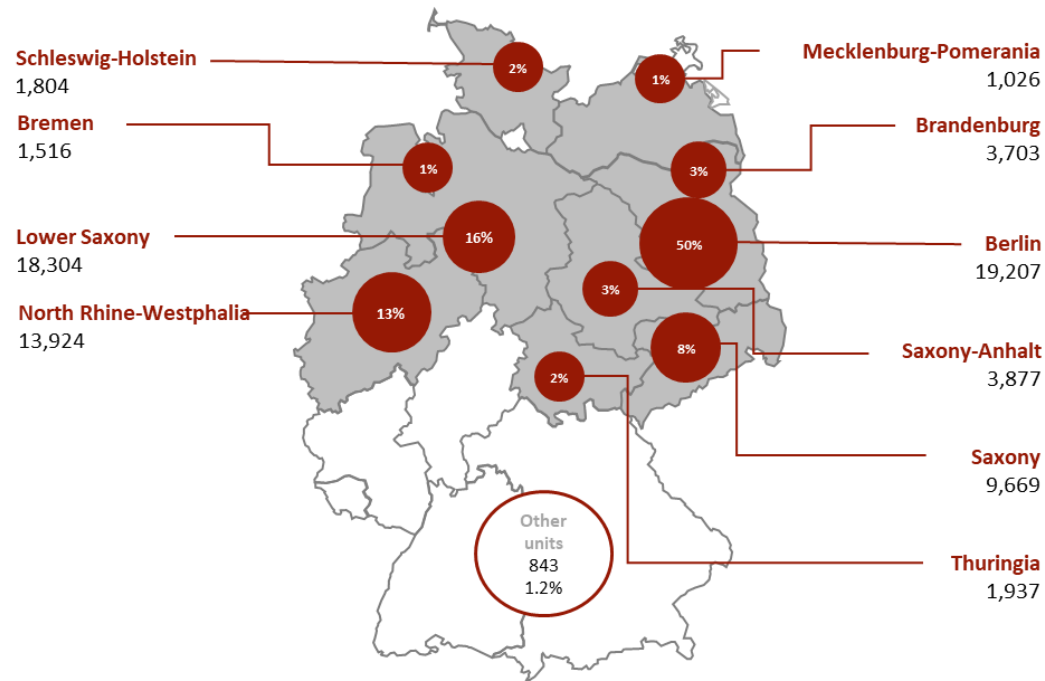 Schleswig-Holstein
1,804
Bremen
1,516
Lower Saxony
18,304
North Rhine-Westphalia
13,924
2%
1%
1%
3%
16%
50%
3%
13%
8%
2%
Other
units
843
1.2%
Mecklenburg-Pomerania
1,026
Brandenburg
3,703
Berlin
19,207
Saxony-Anhalt
3,877
Saxony
9,669
Thuringia
1,937